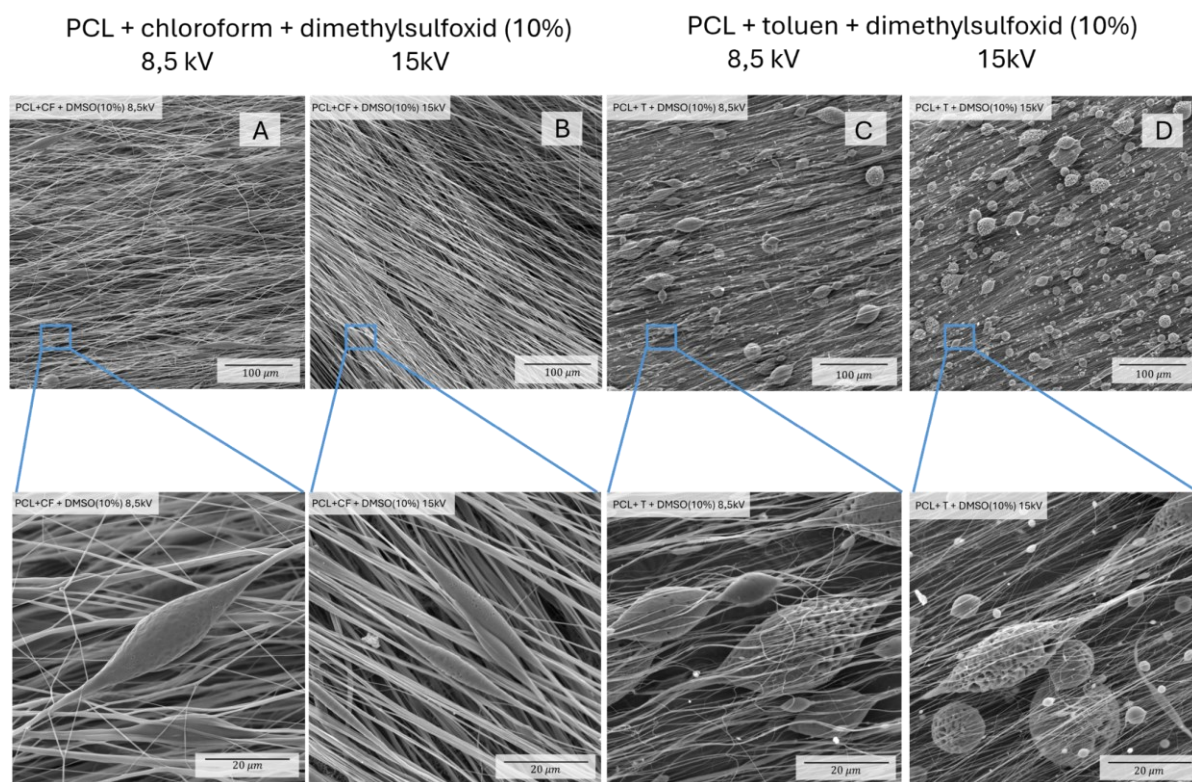 PCL + chloroform + dimethylsulfoxid (10%)
8,5 kV 15kV
PCL + toluen + dimethylsulfoxid (10%)
8,5 kV 15kV
PCL+CF + DMSO(10%) 8,5kV
A
100 μm
PCL+CF + DMSO(10%) 15kV
B
100 μm
PCL+ T + DMSO(10%) 8,5kV
C
100 μm
PCL+ T + DMSO(10%) 15kV
D
100 μm
PCL+CF + DMSO(10%) 8,5kV
20 μm
PCL+CF + DMSO(10%) 15kV
20 μm
PCL+ T + DMSO(10%) 8,5kV
20 μm
PCL+ T + DMSO(10%) 15kV
20 μm